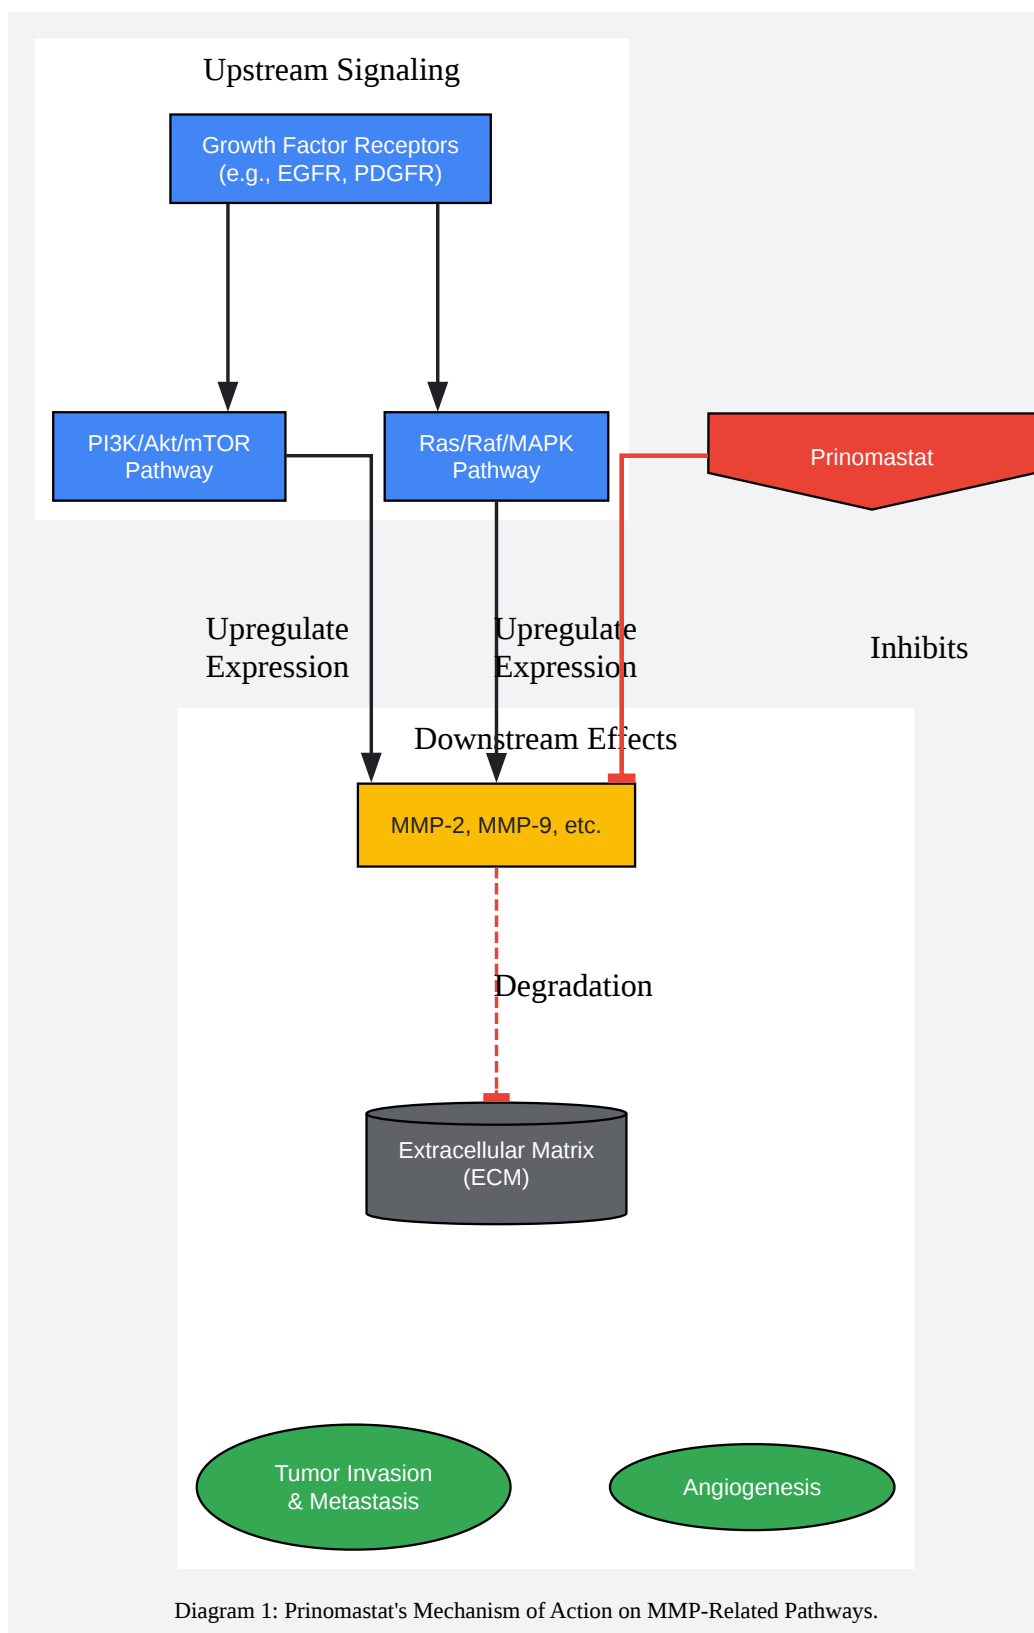 Upstream Signaling
Growth Factor Receptors
(e.g., EGFR, PDGFR)
PI3K/Akt/mTOR
Pathway
Ras/Raf/MAPK
Pathway
Prinomastat
Upregulate
Expression
Upregulate
Expression
Inhibits
Downstream Effects
MMP-2, MMP-9, etc.
Degradation
Extracellular Matrix
(ECM)
Tumor Invasion
& Metastasis
Angiogenesis
Diagram 1: Prinomastat's Mechanism of Action on MMP-Related Pathways.